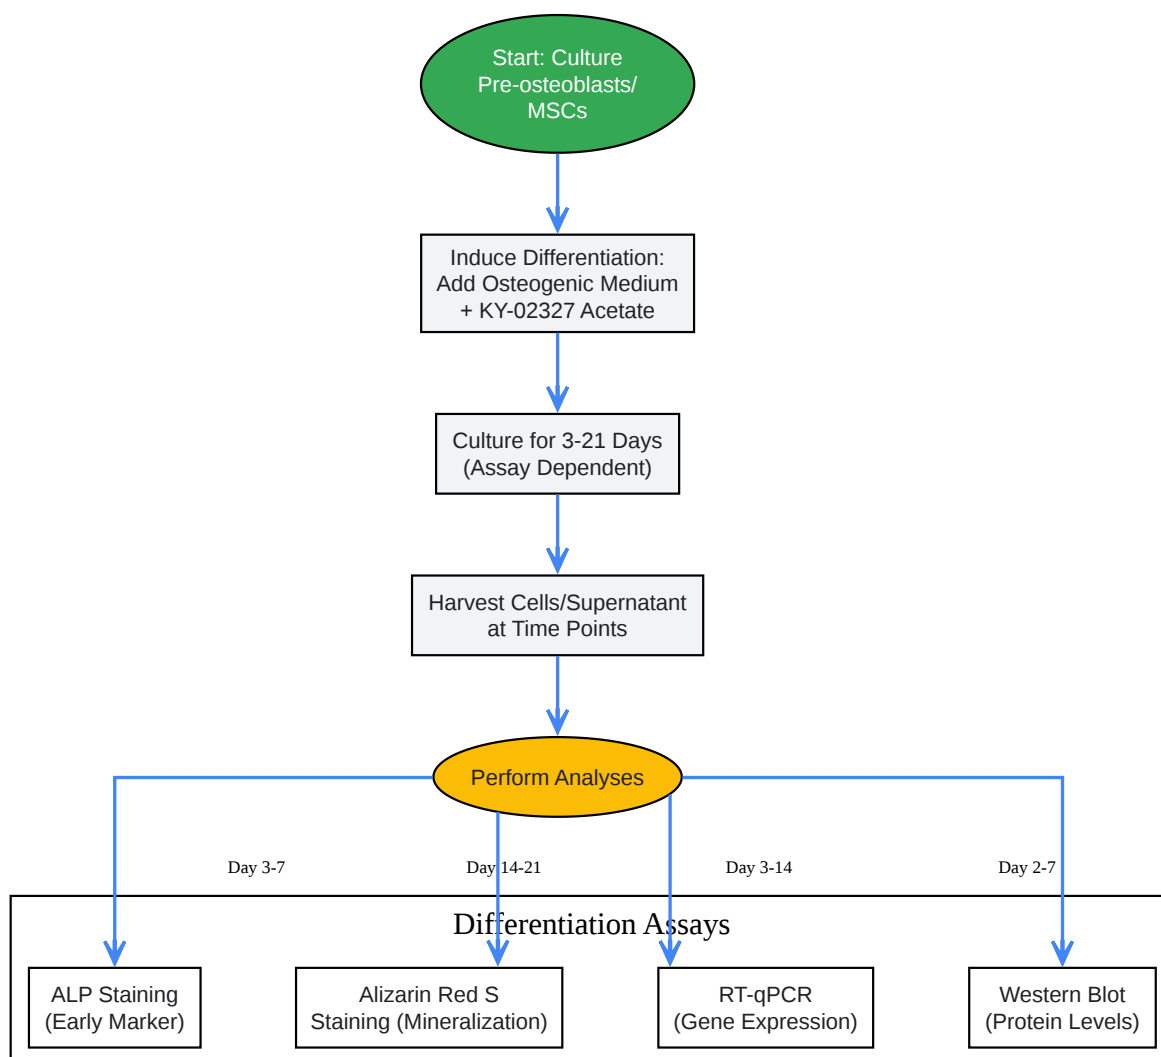 Start: Culture
Pre-osteoblasts/
MSCs
Induce Differentiation:
Add Osteogenic Medium
+ KY-02327 Acetate
Culture for 3-21 Days
(Assay Dependent)
Harvest Cells/Supernatant
at Time Points
Perform Analyses
Day 3-7
Day 14-21
Day 3-14
Day 2-7
Differentiation Assays
ALP Staining
(Early Marker)
Alizarin Red S
Staining (Mineralization)
RT-qPCR
(Gene Expression)
Western Blot
(Protein Levels)